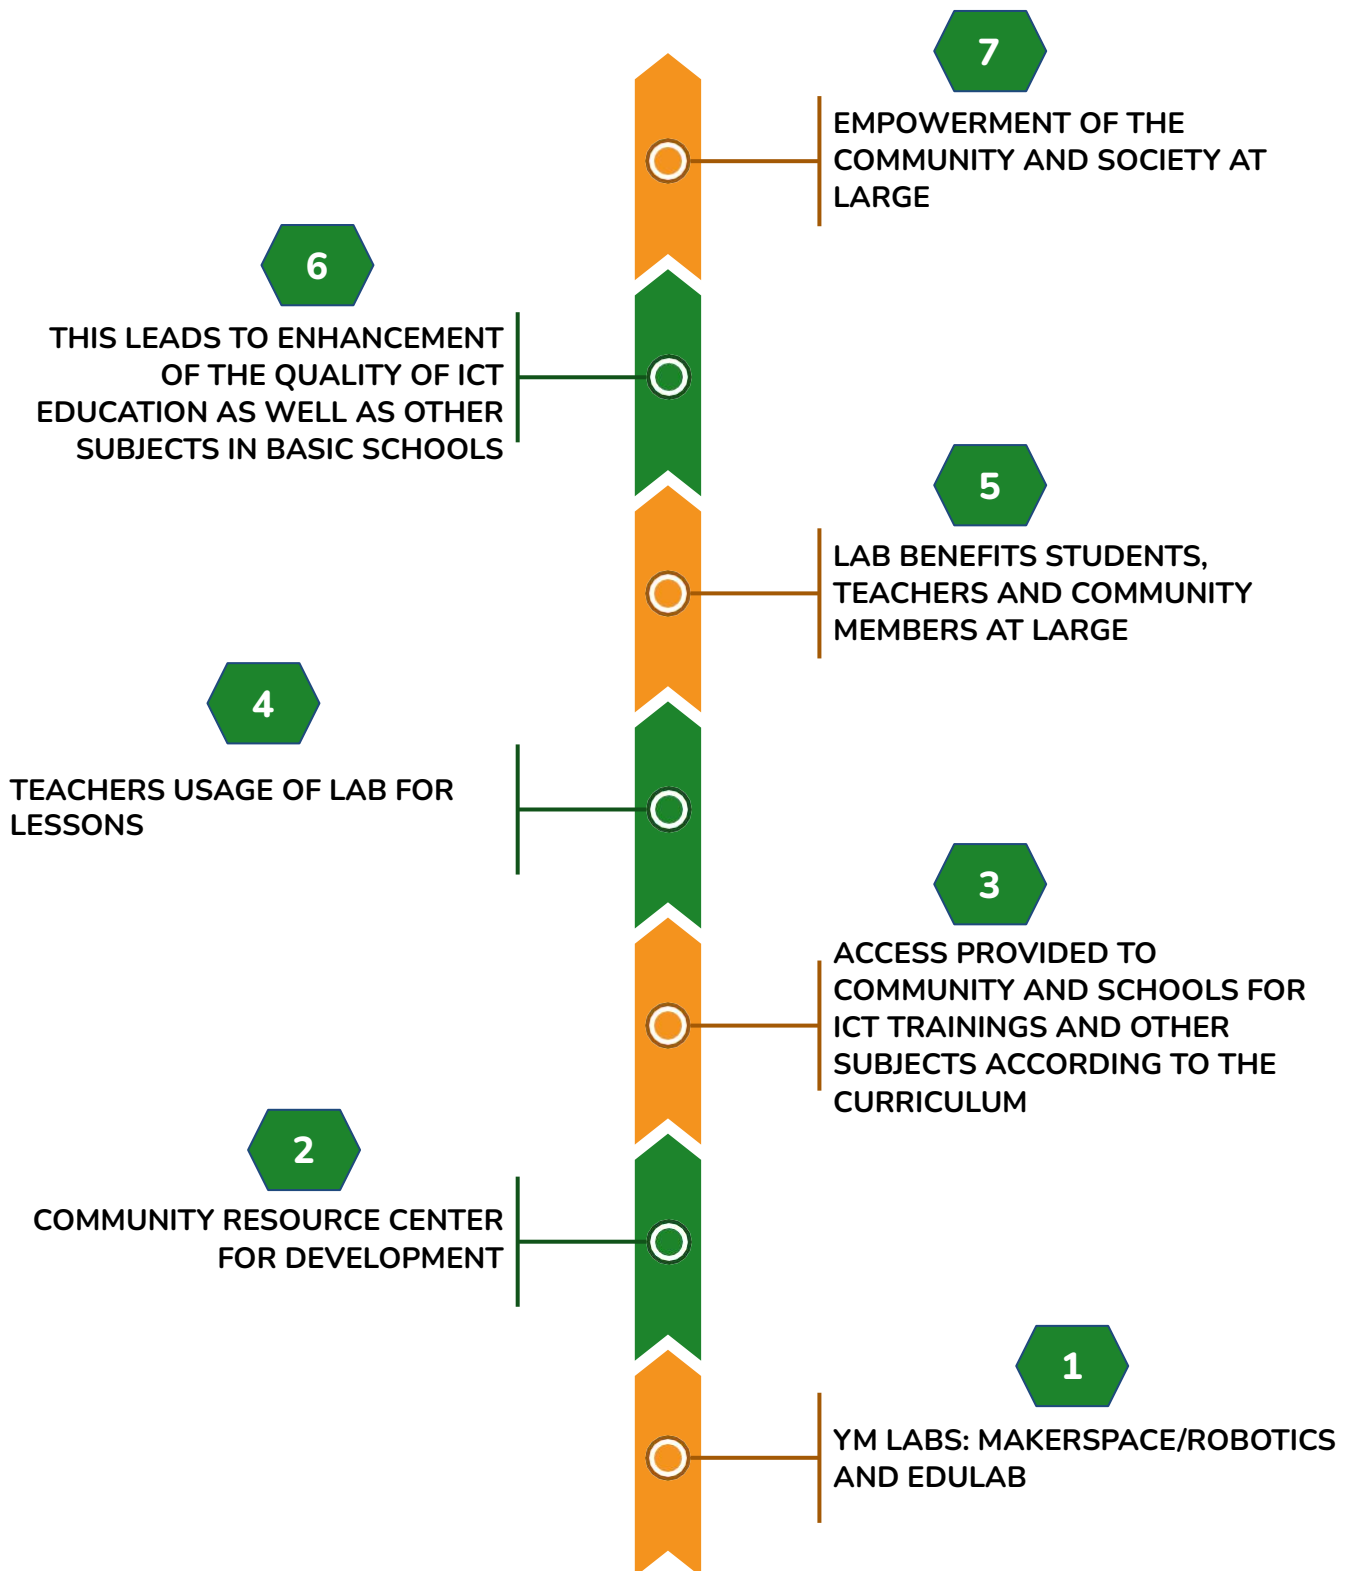 7
EMPOWERMENT OF THE
COMMUNITY AND SOCIETY AT
LARGE
6
THIS LEADS TO ENHANCEMENT
OF THE QUALITY OF ICT
EDUCATION AS WELL AS OTHER
SUBJECTS IN BASIC SCHOOLS
5
LAB BENEFITS STUDENTS,
TEACHERS AND COMMUNITY
MEMBERS AT LARGE
4
TEACHERS USAGE OF LAB FOR
LESSONS
3
ACCESS PROVIDED TO
COMMUNITY AND SCHOOLS FOR
ICT TRAININGS AND OTHER
SUBJECTS ACCORDING TO THE
CURRICULUM
2
COMMUNITY RESOURCE CENTER
FOR DEVELOPMENT
1
YM LABS: MAKERSPACE/ROBOTICS
AND EDULAB